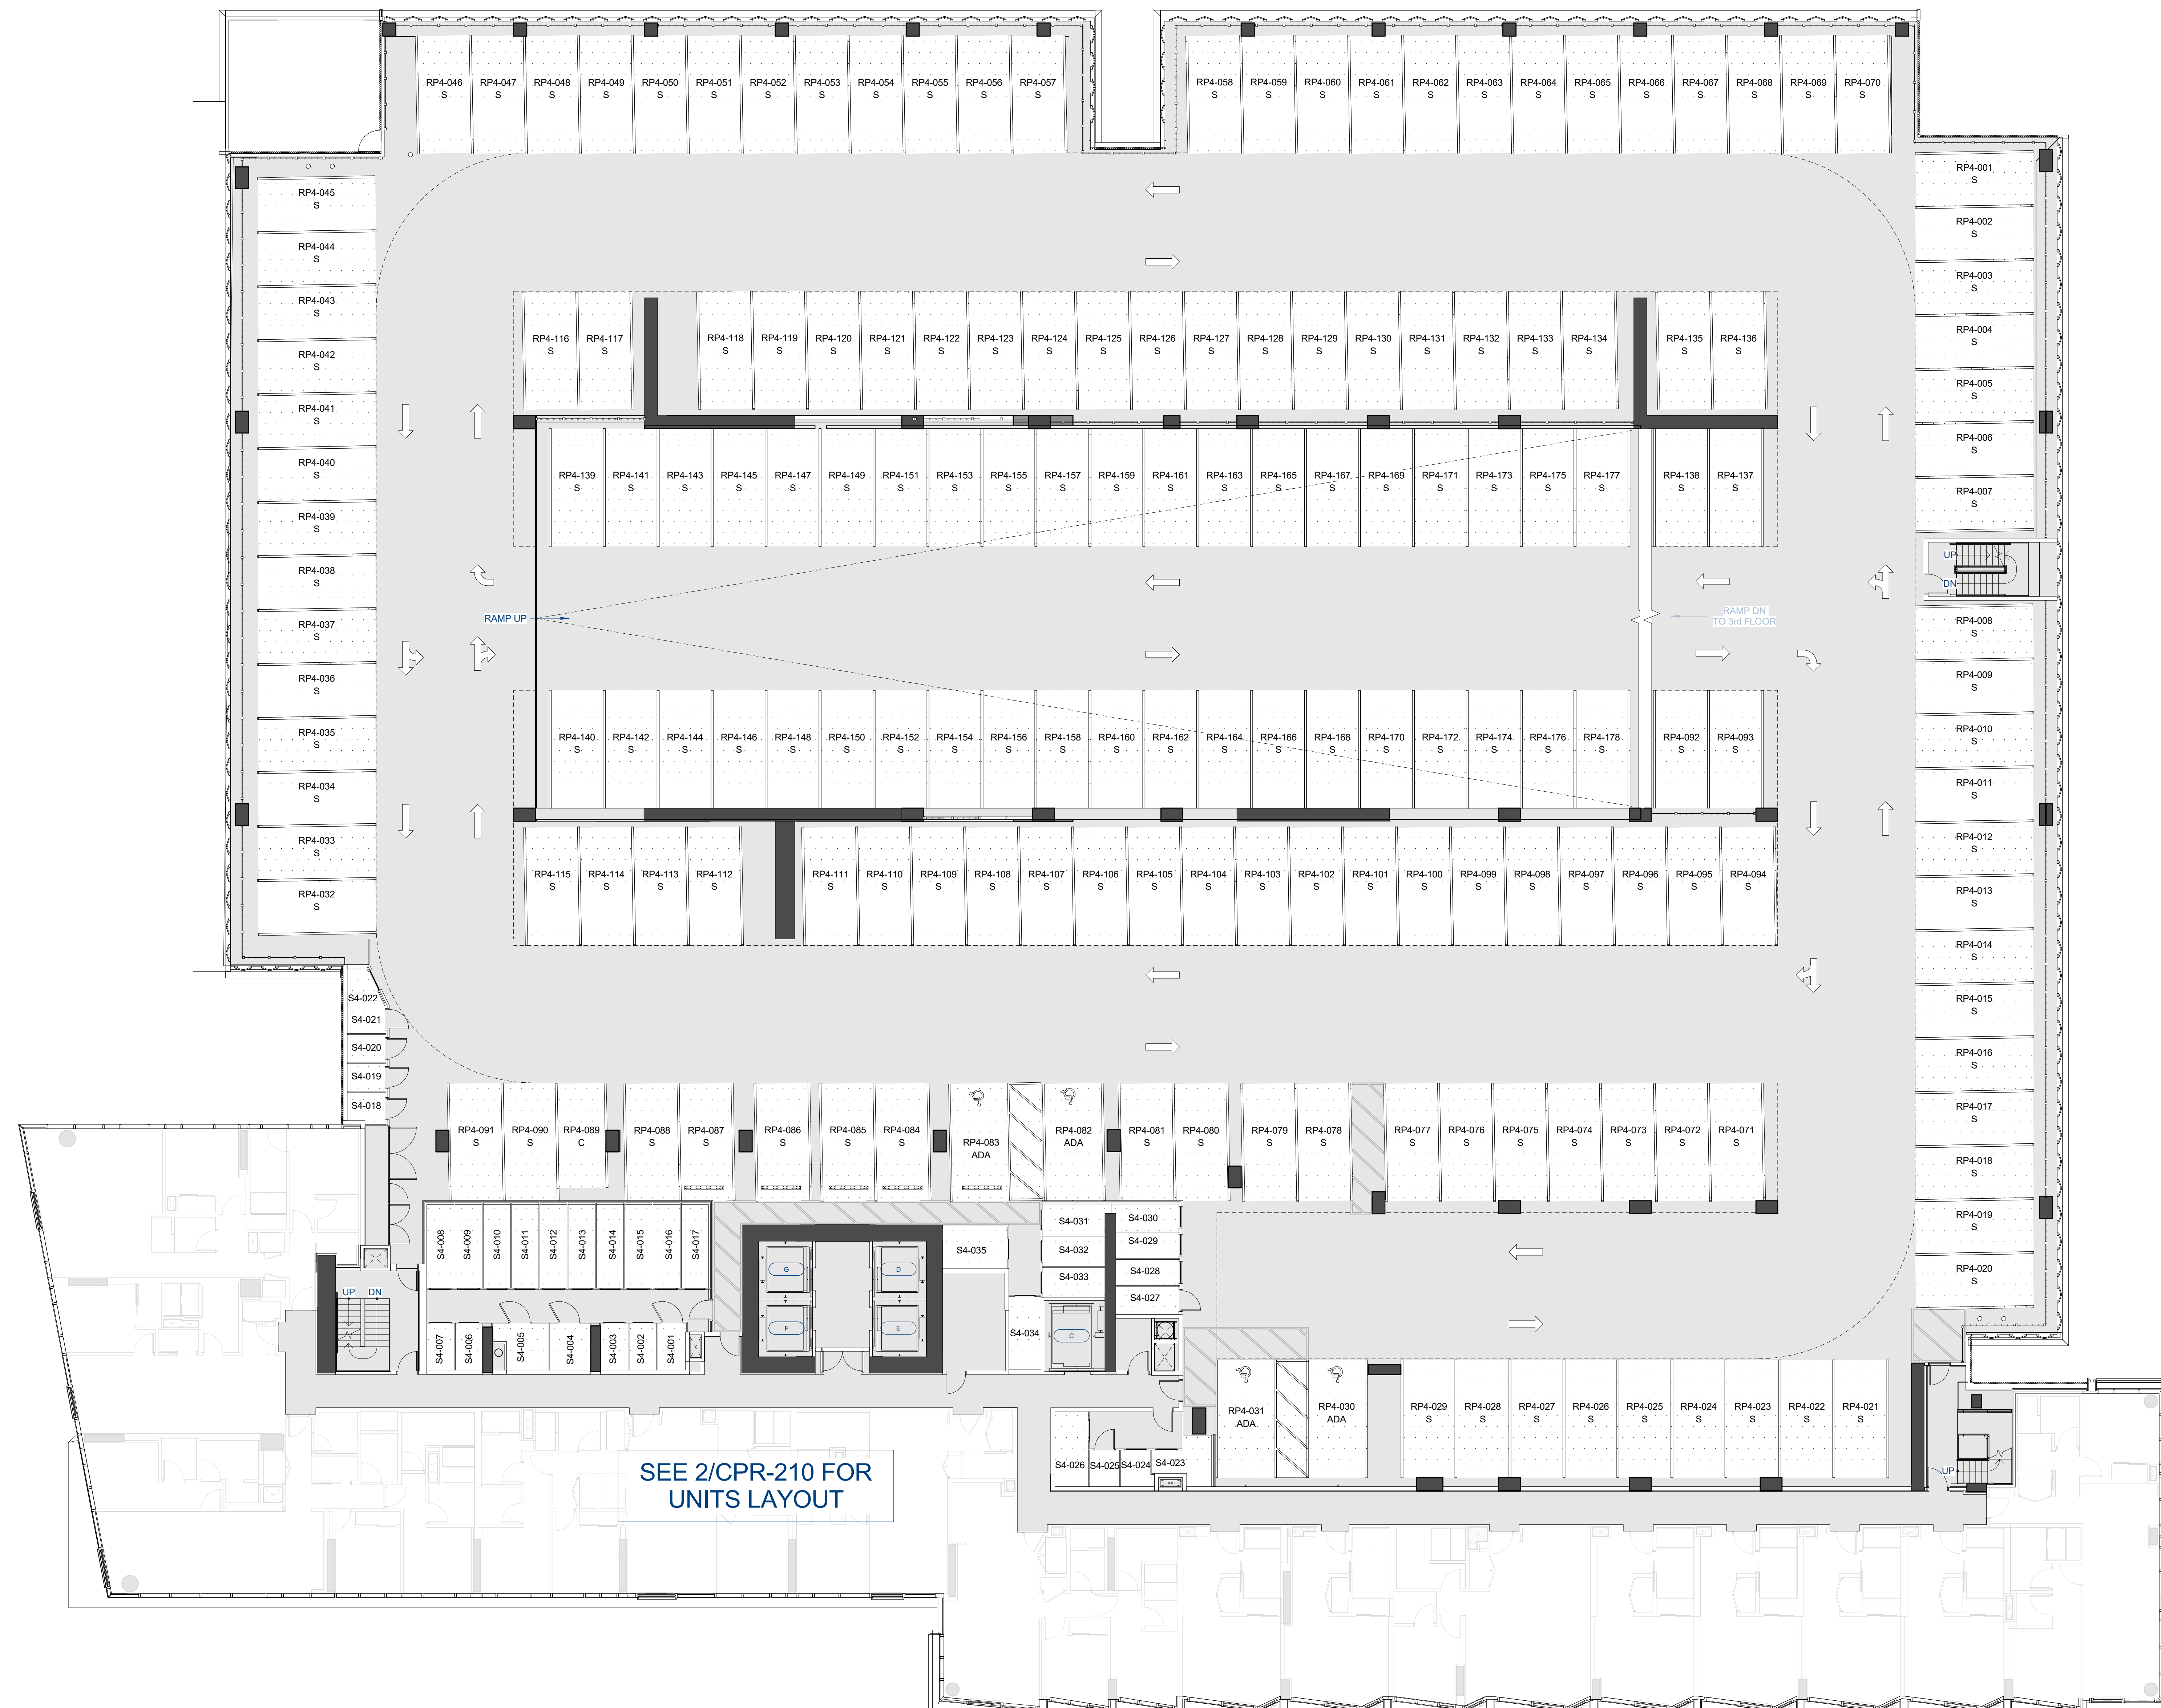 RP4-046
S
RP4-047
S
RP4-048
S
RP4-049
S
RP4-050
S
RP4-051
S
RP4-052
S
RP4-053
S
RP4-054
S
RP4-055
S
RP4-056
S
RP4-057
S
RP4-058
S
RP4-059
S
RP4-060
S
RP4-061
S
RP4-062
S
RP4-063
S
RP4-064
S
RP4-065
S
RP4-066
S
RP4-067
S
RP4-068
S
RP4-069
S
RP4-070
S
RP4-045
S
RP4-044
S
RP4-043
S
RP4-042
S
RP4-041
S
RP4-040
S
RP4-039
S
RP4-038
S
RP4-037
S
RP4-036
S
RP4-035
S
RP4-034
S
RP4-033
S
RP4-032
S
RP4-001
S
RP4-002
S
RP4-003
S
RP4-004
S
RP4-005
S
RP4-006
S
RP4-007
S
UP
DN
RP4-008
S
RP4-009
S
RP4-010
S
RP4-011
S
RP4-012
S
RP4-013
S
RP4-014
S
RP4-015
S
RP4-016
S
RP4-017
S
RP4-018
S
RP4-019
S
RP4-020
S
RP4-116
S
RP4-117
S
RP4-118
S
RP4-119
S
RP4-120
S
RP4-121
S
RP4-122
S
RP4-123
S
RP4-124
S
RP4-125
S
RP4-126
S
RP4-127
S
RP4-128
S
RP4-129
S
RP4-130
S
RP4-131
S
RP4-132
S
RP4-133
S
RP4-134
S
RP4-135
S
RP4-136
S
RP4-139
S
RP4-141
S
RP4-143
S
RP4-145
S
RP4-147
S
RP4-149
S
RP4-151
S
RP4-153
S
RP4-155
S
RP4-157
S
RP4-159
S
RP4-161
S
RP4-163
S
RP4-165
S
RP4-167
S
RP4-169
S
RP4-171
S
RP4-173
S
RP4-175
S
RP4-177
S
RP4-138
S
RP4-137
S
RAMP UP
RAMP DN
TO 3rd FLOOR
RP4-140
S
RP4-142
S
RP4-144
S
RP4-146
S
RP4-148
S
RP4-150
S
RP4-152
S
RP4-154
S
RP4-156
S
RP4-158
S
RP4-160
S
RP4-162
S
RP4-164
S
RP4-166
S
RP4-168
S
RP4-170
S
RP4-172
S
RP4-174
S
RP4-176
S
RP4-178
S
RP4-092
S
RP4-093
S
RP4-115
S
RP4-114
S
RP4-113
S
RP4-112
S
RP4-111
S
RP4-110
S
RP4-109
S
RP4-108
S
RP4-107
S
RP4-106
S
RP4-105
S
RP4-104
S
RP4-103
S
RP4-102
S
RP4-101
S
RP4-100
S
RP4-099
S
RP4-098
S
RP4-097
S
RP4-096
S
RP4-095
S
RP4-094
S
S4-022
S4-021
S4-020
S4-019
S4-018
RP4-091
S
RP4-090
S
RP4-089
C
RP4-088
S
RP4-087
S
RP4-086
S
RP4-085
S
RP4-084
S
RP4-083
ADA
RP4-082
ADA
RP4-081
S
RP4-080
S
RP4-079
S
RP4-078
S
RP4-077
S
RP4-076
S
RP4-075
S
RP4-074
S
RP4-073
S
RP4-072
S
RP4-071
S
S4-008
S4-009
S4-010
S4-011
S4-012
S4-013
S4-014
S4-015
S4-016
S4-017
G
D
F
E
S4-035
S4-031
S4-032
S4-033
S4-030
S4-029
S4-028
S4-027
S4-034
C
UP
DN
S4-007
S4-006
S4-005
S4-004
S4-003
S4-002
S4-001
RP4-031
ADA
RP4-030
ADA
RP4-029
S
RP4-028
S
RP4-027
S
RP4-026
S
RP4-025
S
RP4-024
S
RP4-023
S
RP4-022
S
RP4-021
S
S4-026
S4-025
S4-024
S4-023
UP
SEE 2/CPR-210 FOR
UNITS LAYOUT